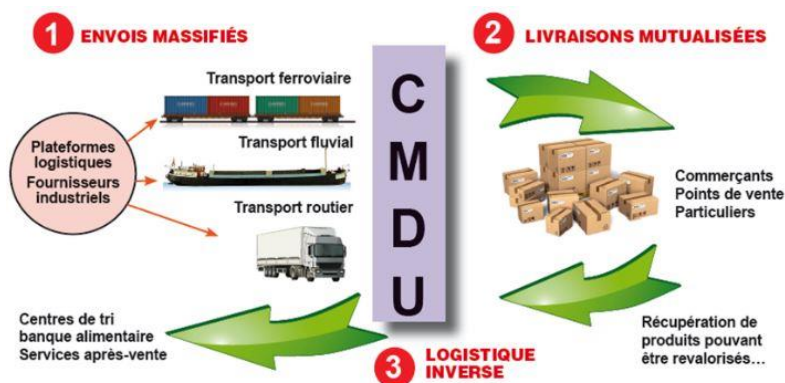 1 ENVOIS MASSIFIÉS
Transport ferroviaire
Plateformes
logistiques
Fournisseurs
industriels
Transport fluvial
Transport routier
C
M
D
U
2 LIVRAISONS MUTUALISÉES
Commerçants
Points de vente
Particuliers
Récupération de
produits pouvant
être revalorisés...
3 LOGISTIQUE
INVERSE
Centres de tri
banque alimentaire
Services après-vente